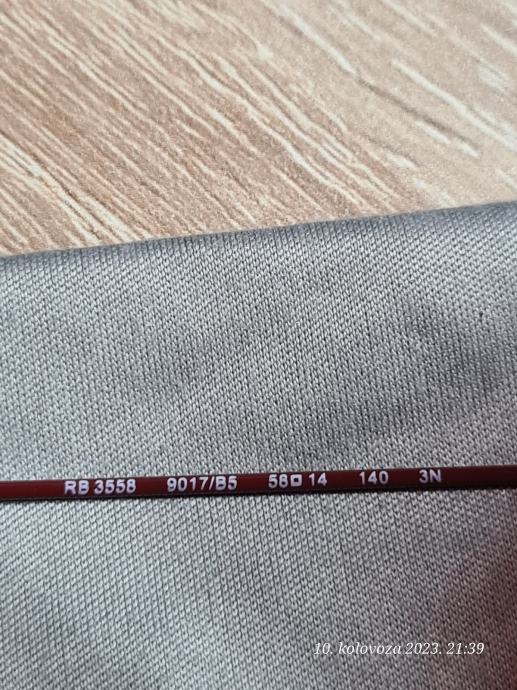 RB 3558 9017/B5 58□14 140 3N
10. kolovoza 2023. 21:39